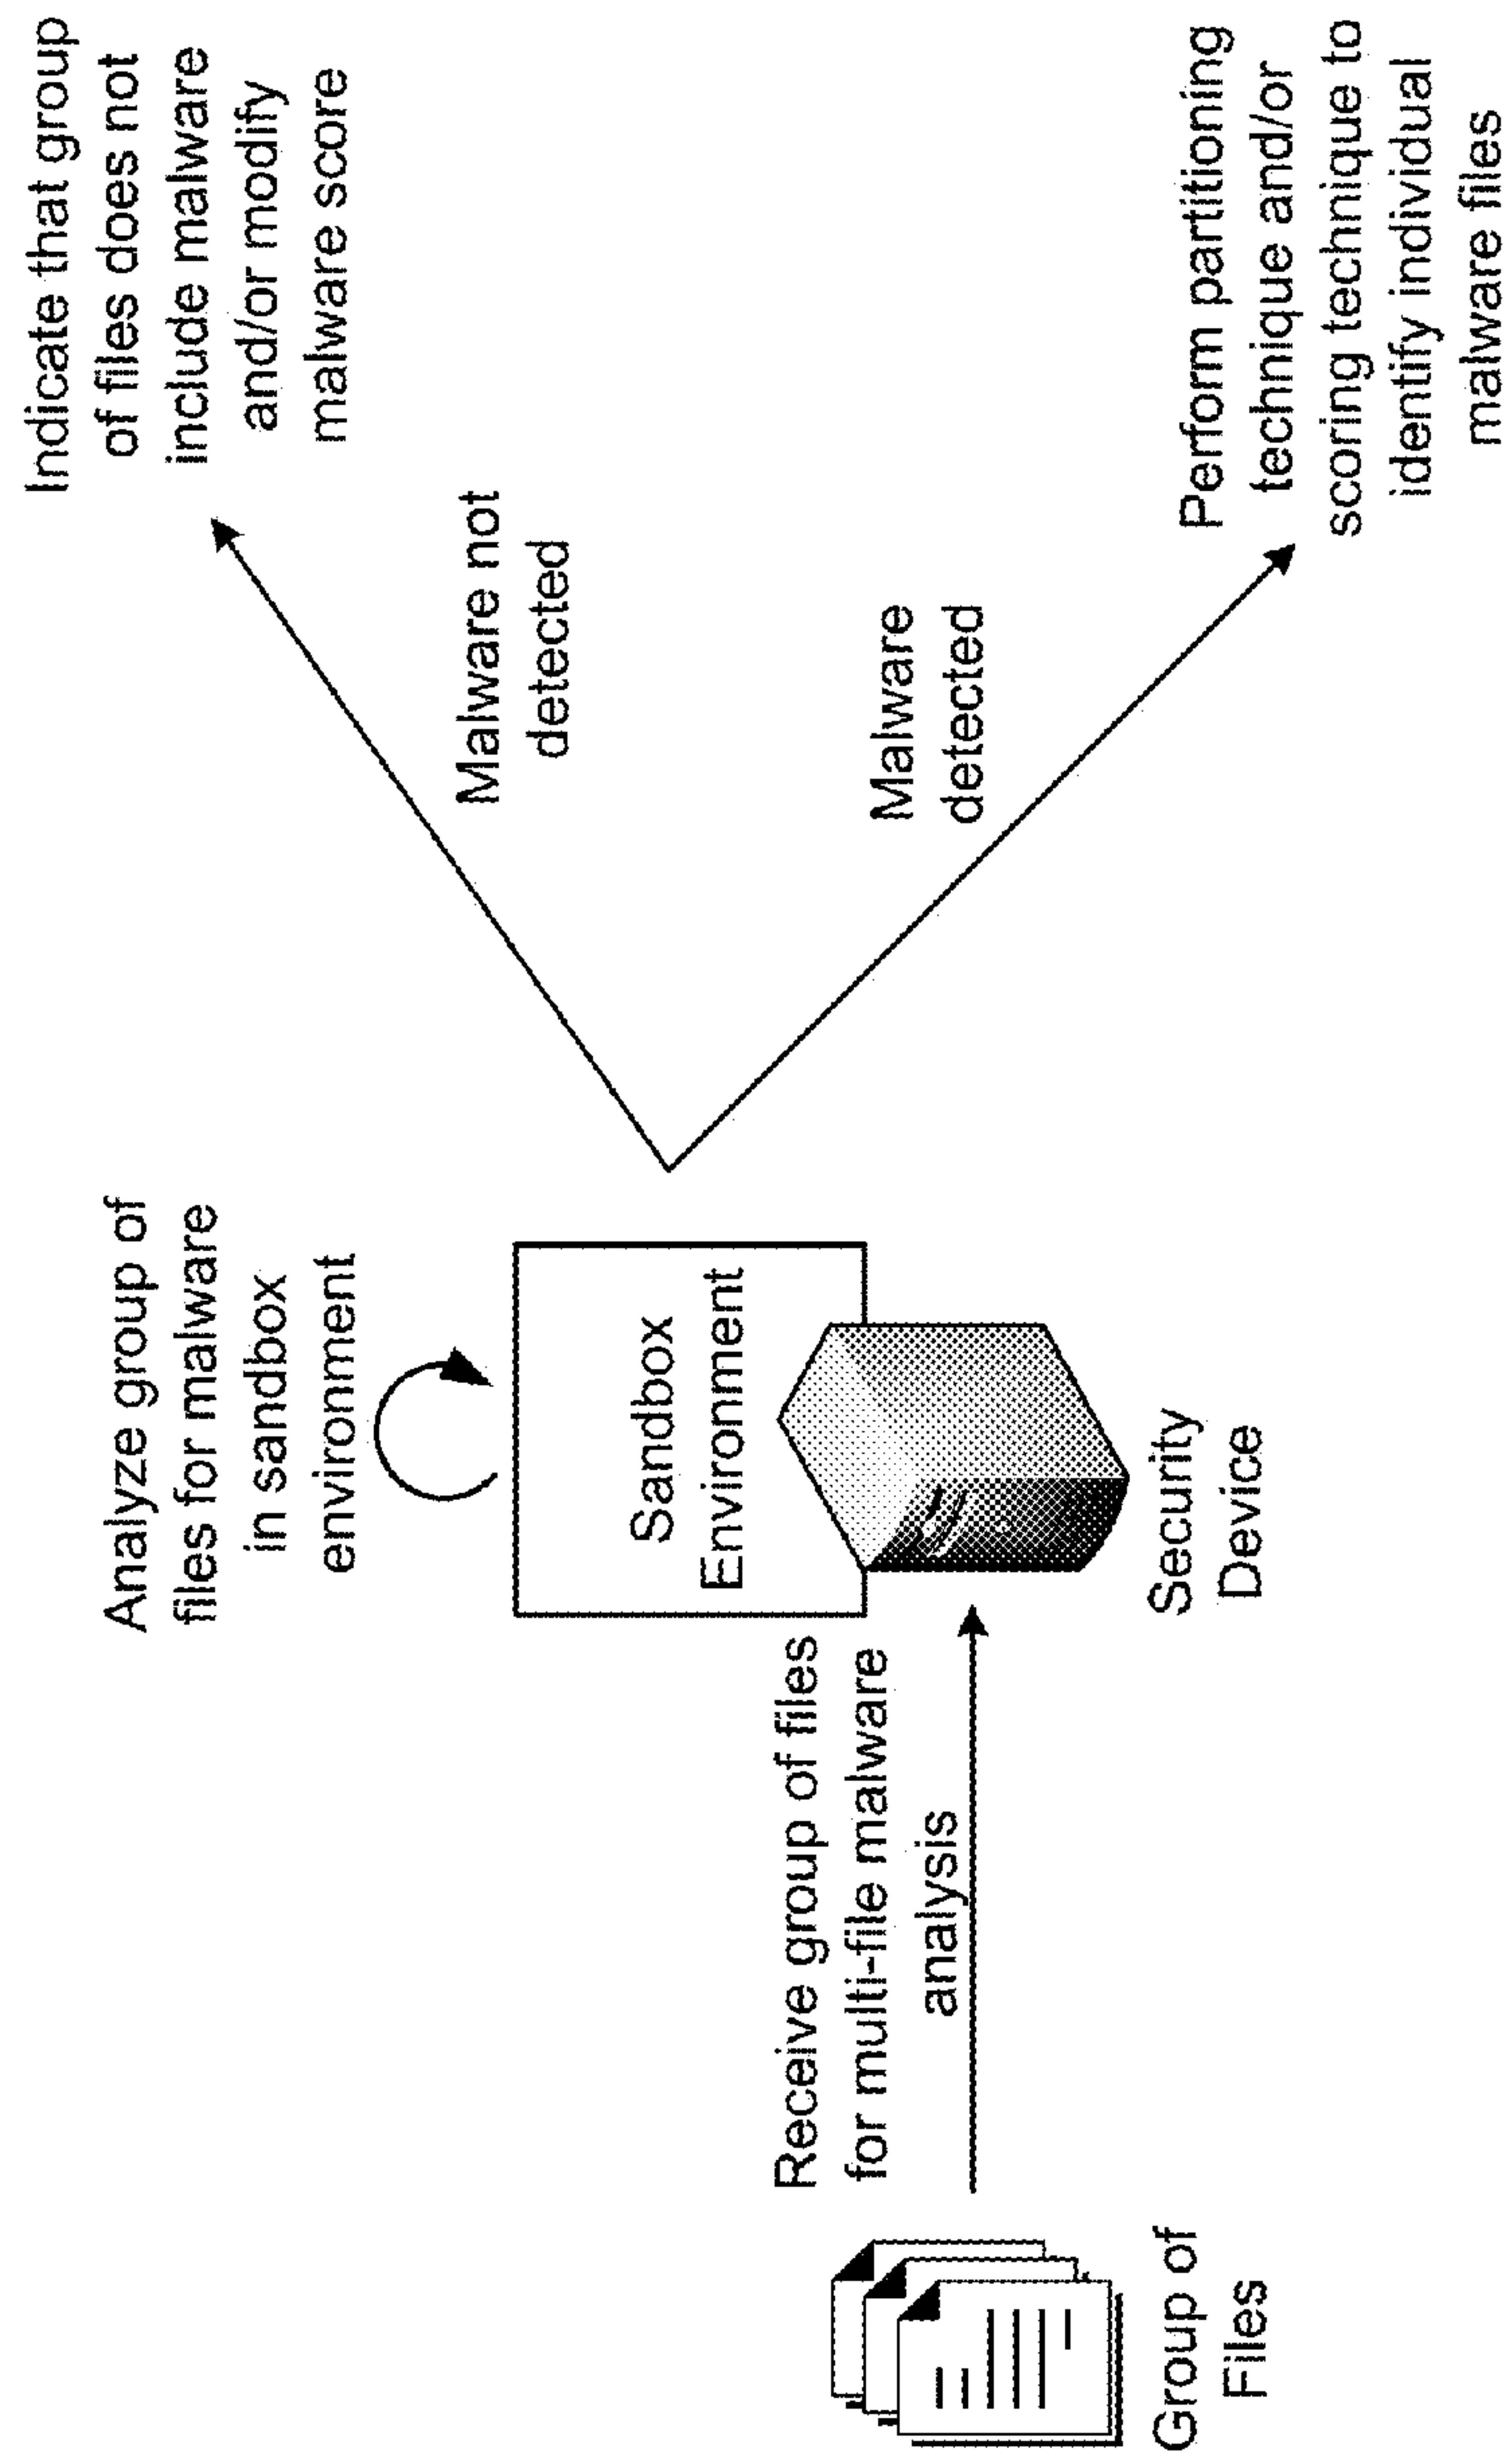 Group of
Files
Receive group of files
for multi-file malware
analysis
Analyze group of
files for malware
in sandbox
environment
Sandbox
Environment
Security
Device
Malware not
detected
Malware
detected
Indicate that group
of files does not
include malware
and/or modify
malware score
Perform partitioning
technique and/or
scoring technique to
identify individual
malware files